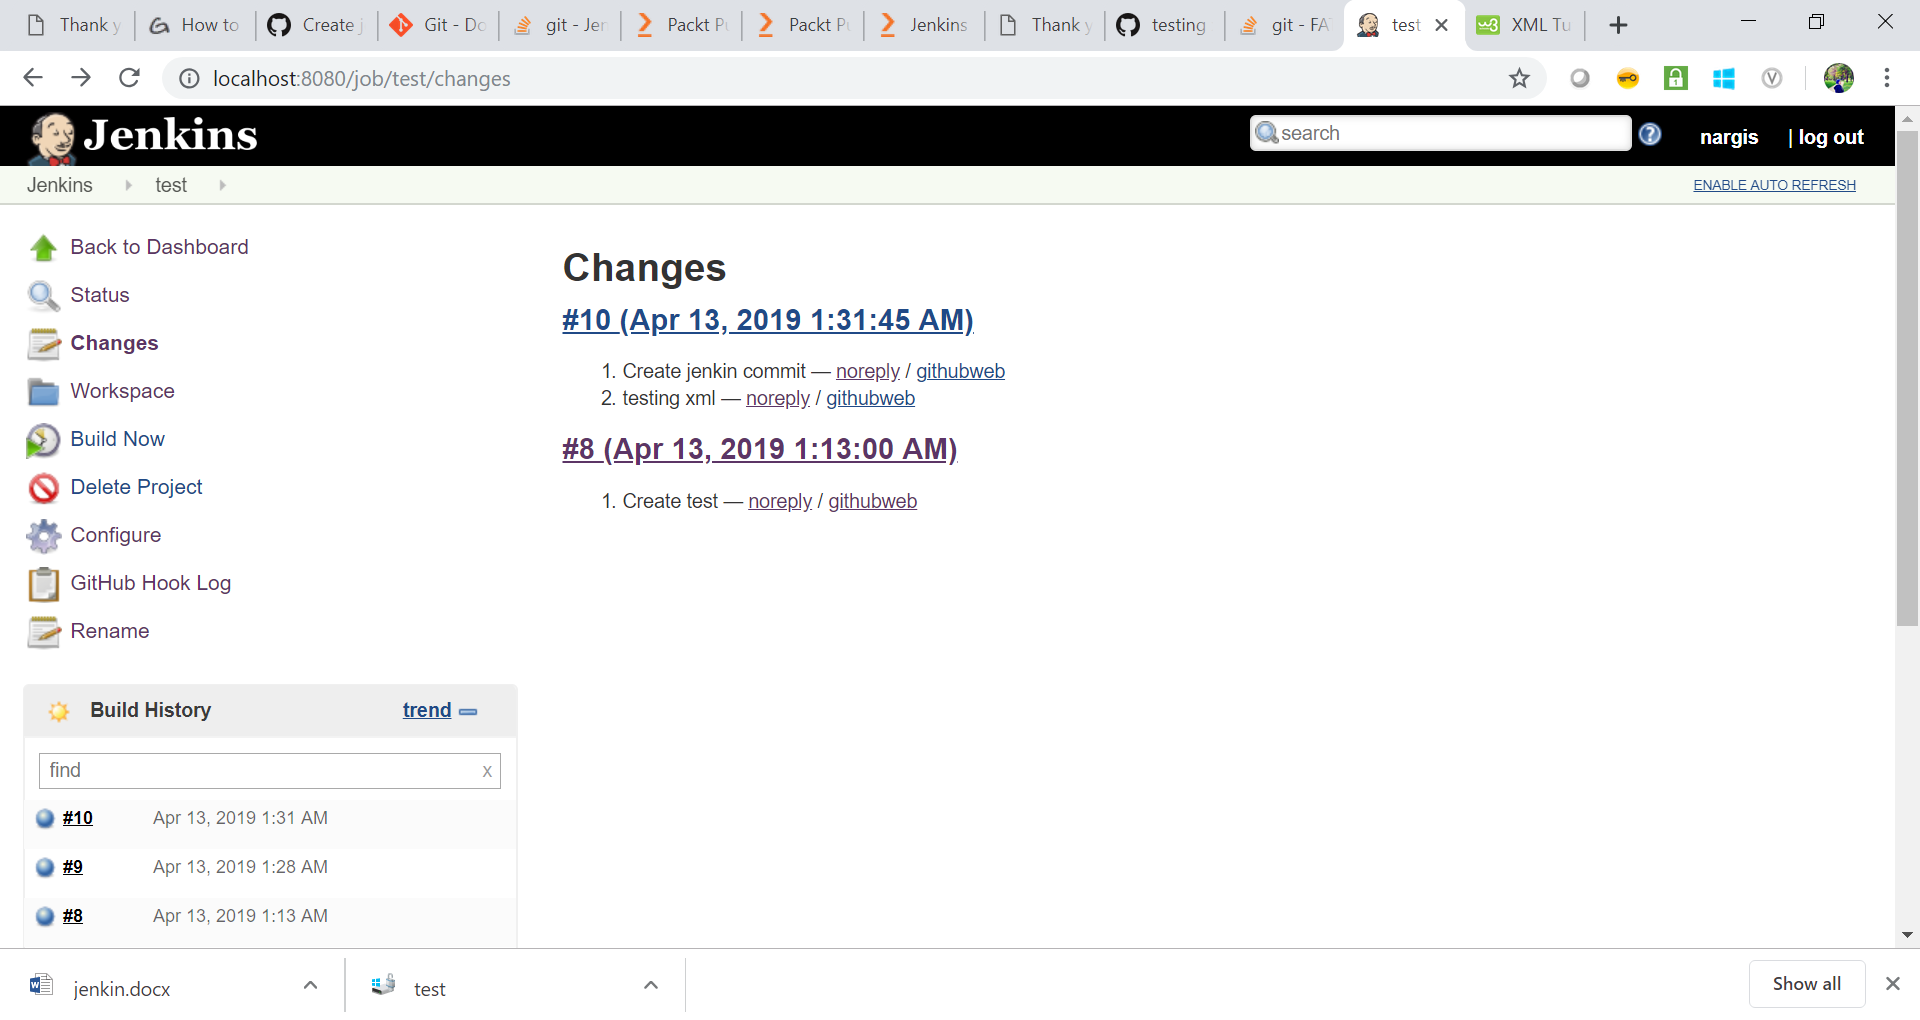 Thank y How to Create j Git - Do git - Jen Packt Pu Packt Pu Jenkins Thank y testing git - FA test XML Tu
localhost:8080/job/test/changes
Jenkins search nargis | log out
Jenkins test ENABLE AUTO REFRESH
Back to Dashboard
Status
Changes
Workspace
Build Now
Delete Project
Configure
GitHub Hook Log
Rename
Changes
#10 (Apr 13, 2019 1:31:45 AM)
1. Create jenkin commit — noreply / githubweb
2. testing xml — noreply / githubweb
#8 (Apr 13, 2019 1:13:00 AM)
1. Create test — noreply / githubweb
Build History trend
find x
#10 Apr 13, 2019 1:31 AM
#9 Apr 13, 2019 1:28 AM
#8 Apr 13, 2019 1:13 AM
jenkin.docx test Show all